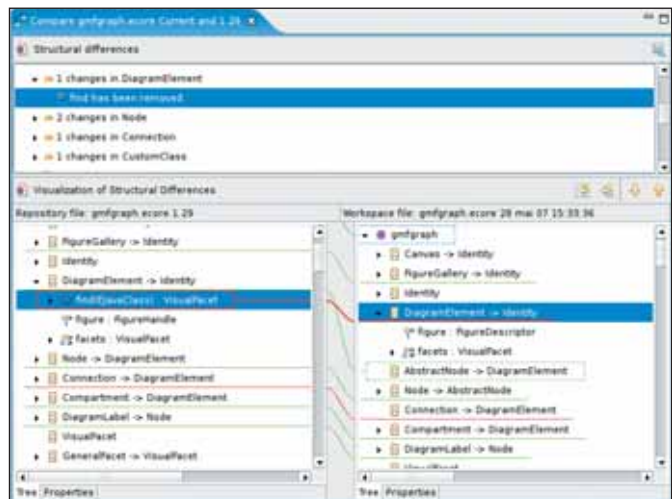 Compare gmfgraph.ecore Current and 1.29
Structural differences
1 changes in DiagramElement
find has been removed
2 changes in Node
1 changes in Connection
1 changes in CustomClass
Visualization of Structural Differences
Repository file: gmfgraph.ecore 1.29
FigureGallery -> Identity
Identity
DiagramElement -> Identity
find(EJavaClass) : VisualFacet
figure : FigureHandle
facets : VisualFacet
Node -> DiagramElement
Connection -> DiagramElement
Compartment -> DiagramElement
DiagramLabel -> Node
VisualFacet
GeneralFacet -> VisualFacet
Tree Properties
Workspace file: gmfgraph.ecore 28 mai 07 15:33:36
gmfgraph
Canvas -> Identity
FigureGallery -> Identity
Identity
DiagramElement -> Identity
figure : FigureDescriptor
facets : VisualFacet
AbstractNode -> DiagramElement
Node -> AbstractNode
Connection -> DiagramElement
Compartment -> DiagramElement
DiagramLabel -> Node
VisualFacet
Tree Properties